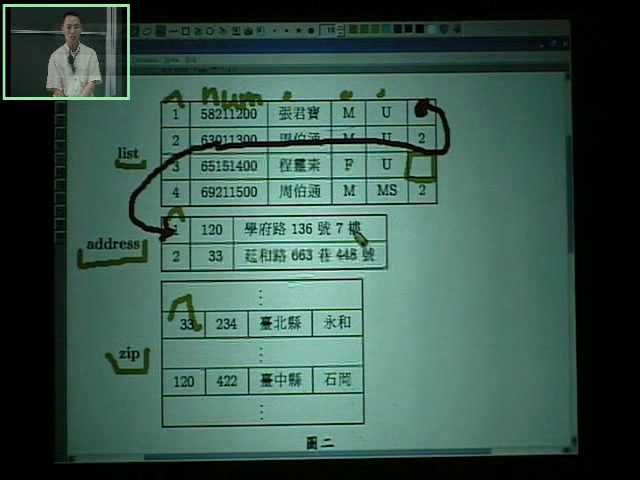 num
1 58211200 張君寶 M U
2 63011300 周伯通 M U 2
list
3 65151400 程靈素 F U
4 69211500 周伯通 M MS 2
1 120 學府路 136 號 7 樓
address
2 33 延和路 663 巷 448 號
⋮
33 234 臺北縣 永和
zip
⋮
120 422 臺中縣 石岡
⋮
圖二